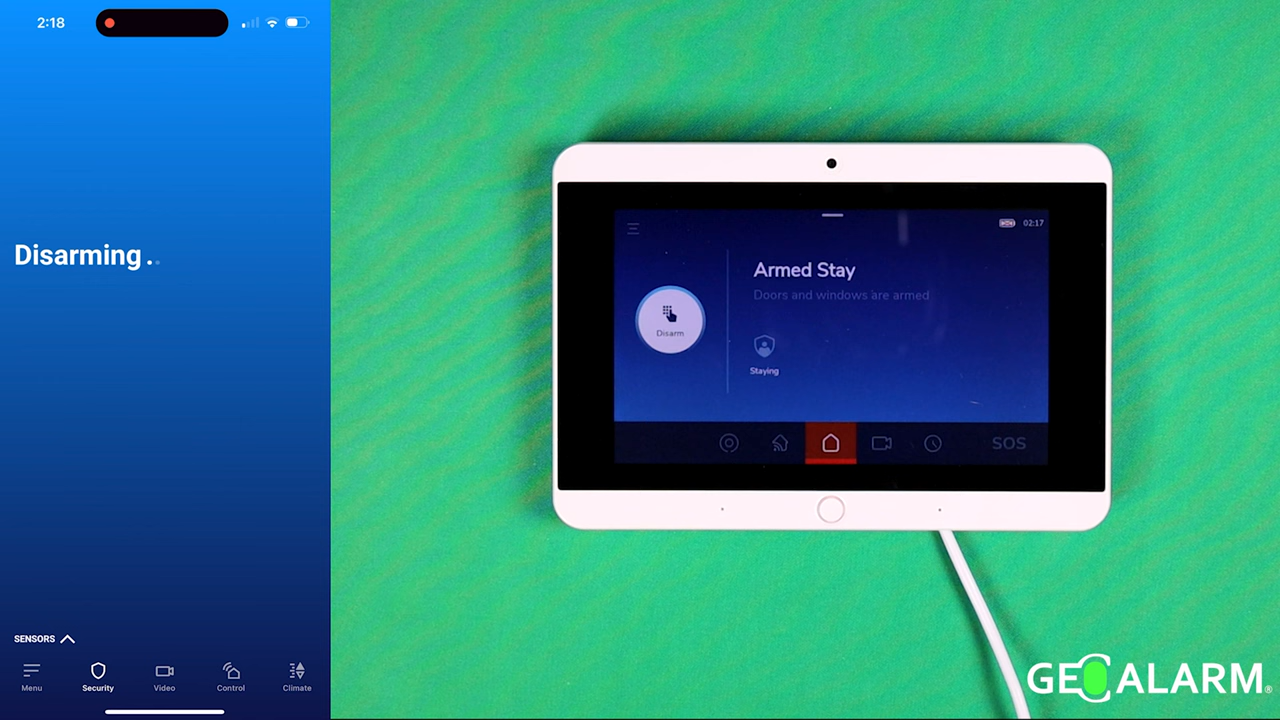 2:18
Disarming ..
SENSORS
Menu
Security
Video
Control
Climate
02:17
Armed Stay
Doors and windows are armed
Disarm
Staying
SOS
GEOALARM®